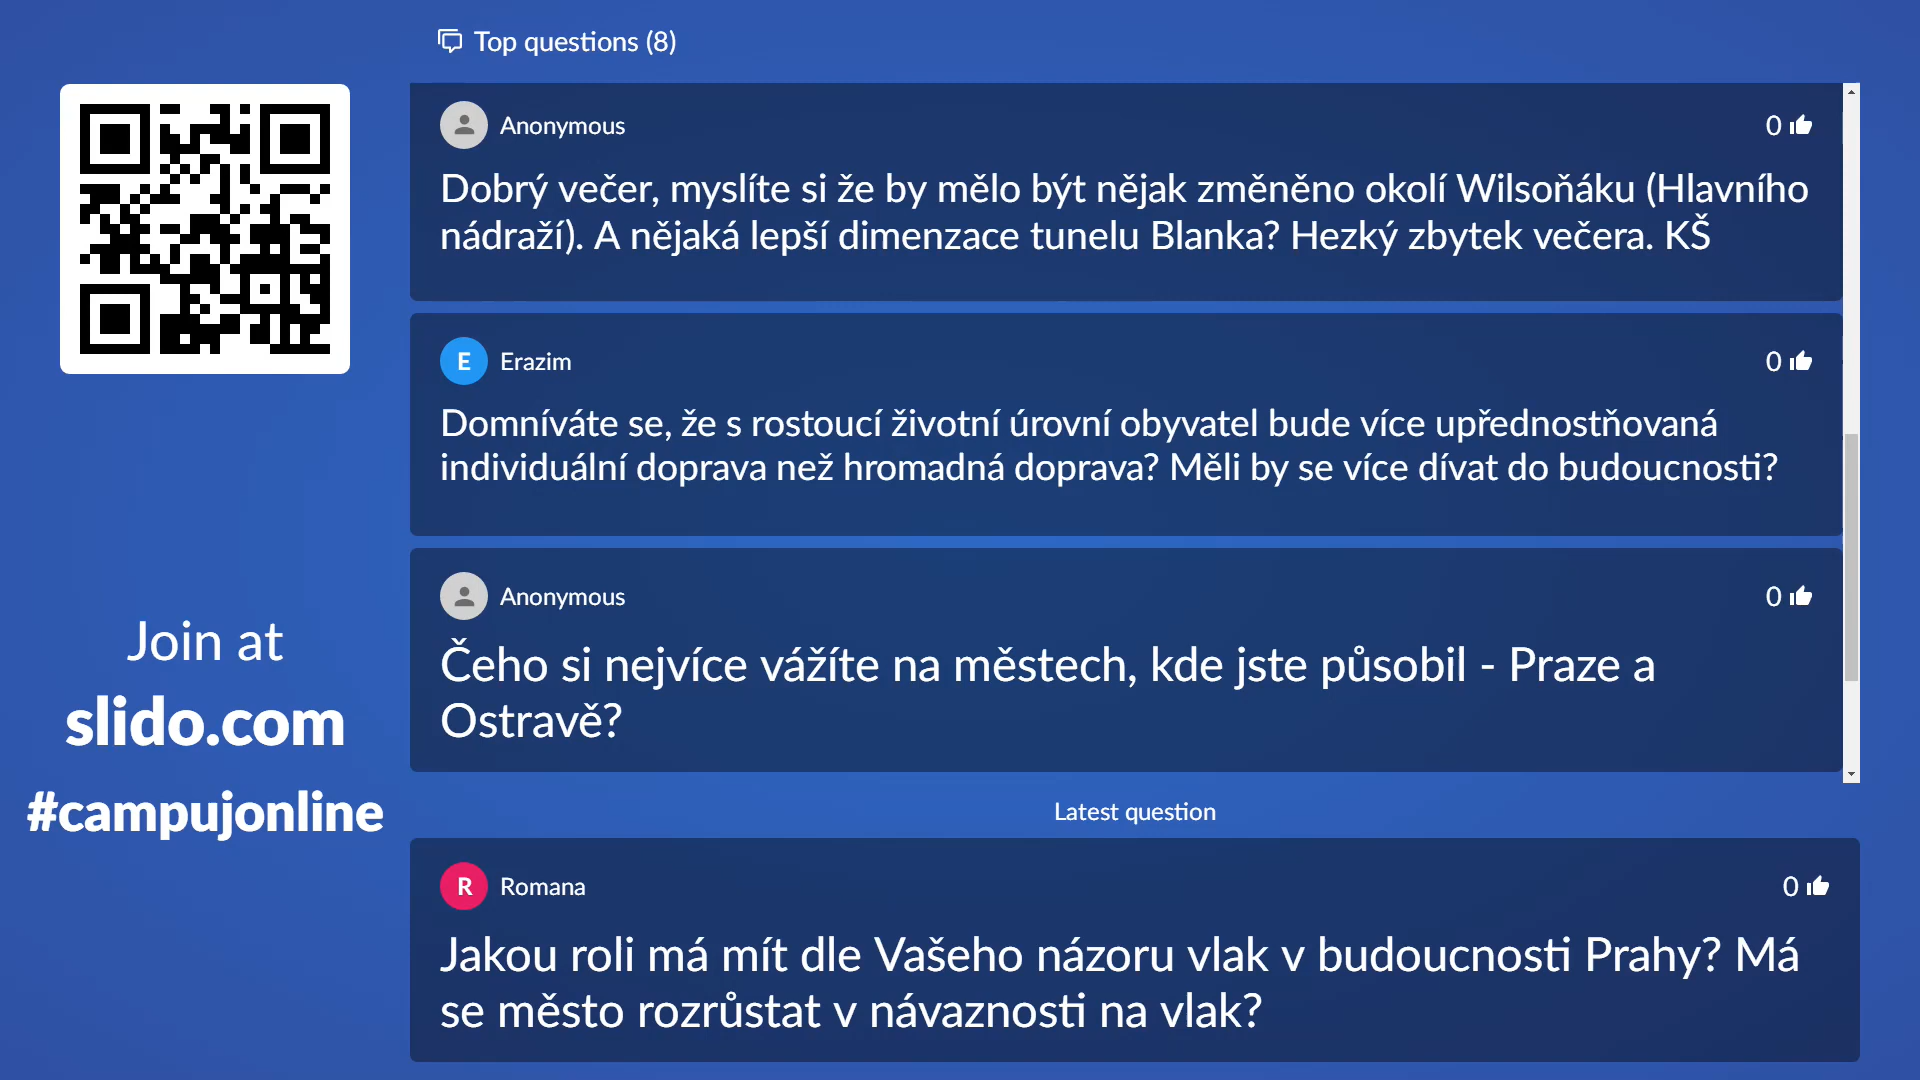 Top questions (8)
Anonymous
0
Dobrý večer, myslíte si že by mělo být nějak změněno okolí Wilsoňáku (Hlavního
nádraží). A nějaká lepší dimenzace tunelu Blanka? Hezký zbytek večera. KŠ
E Erazim
0
Domníváte se, že s rostoucí životní úrovní obyvatel bude více upřednostňovaná
individuální doprava než hromadná doprava? Měli by se více dívat do budoucnosti?
Anonymous
0
Čeho si nejvíce vážíte na městech, kde jste působil - Praze a
Ostravě?
Join at
slido.com
#campujonline
Latest question
R Romana
0
Jakou roli má mít dle Vašeho názoru vlak v budoucnosti Prahy? Má
se město rozrůstat v návaznosti na vlak?